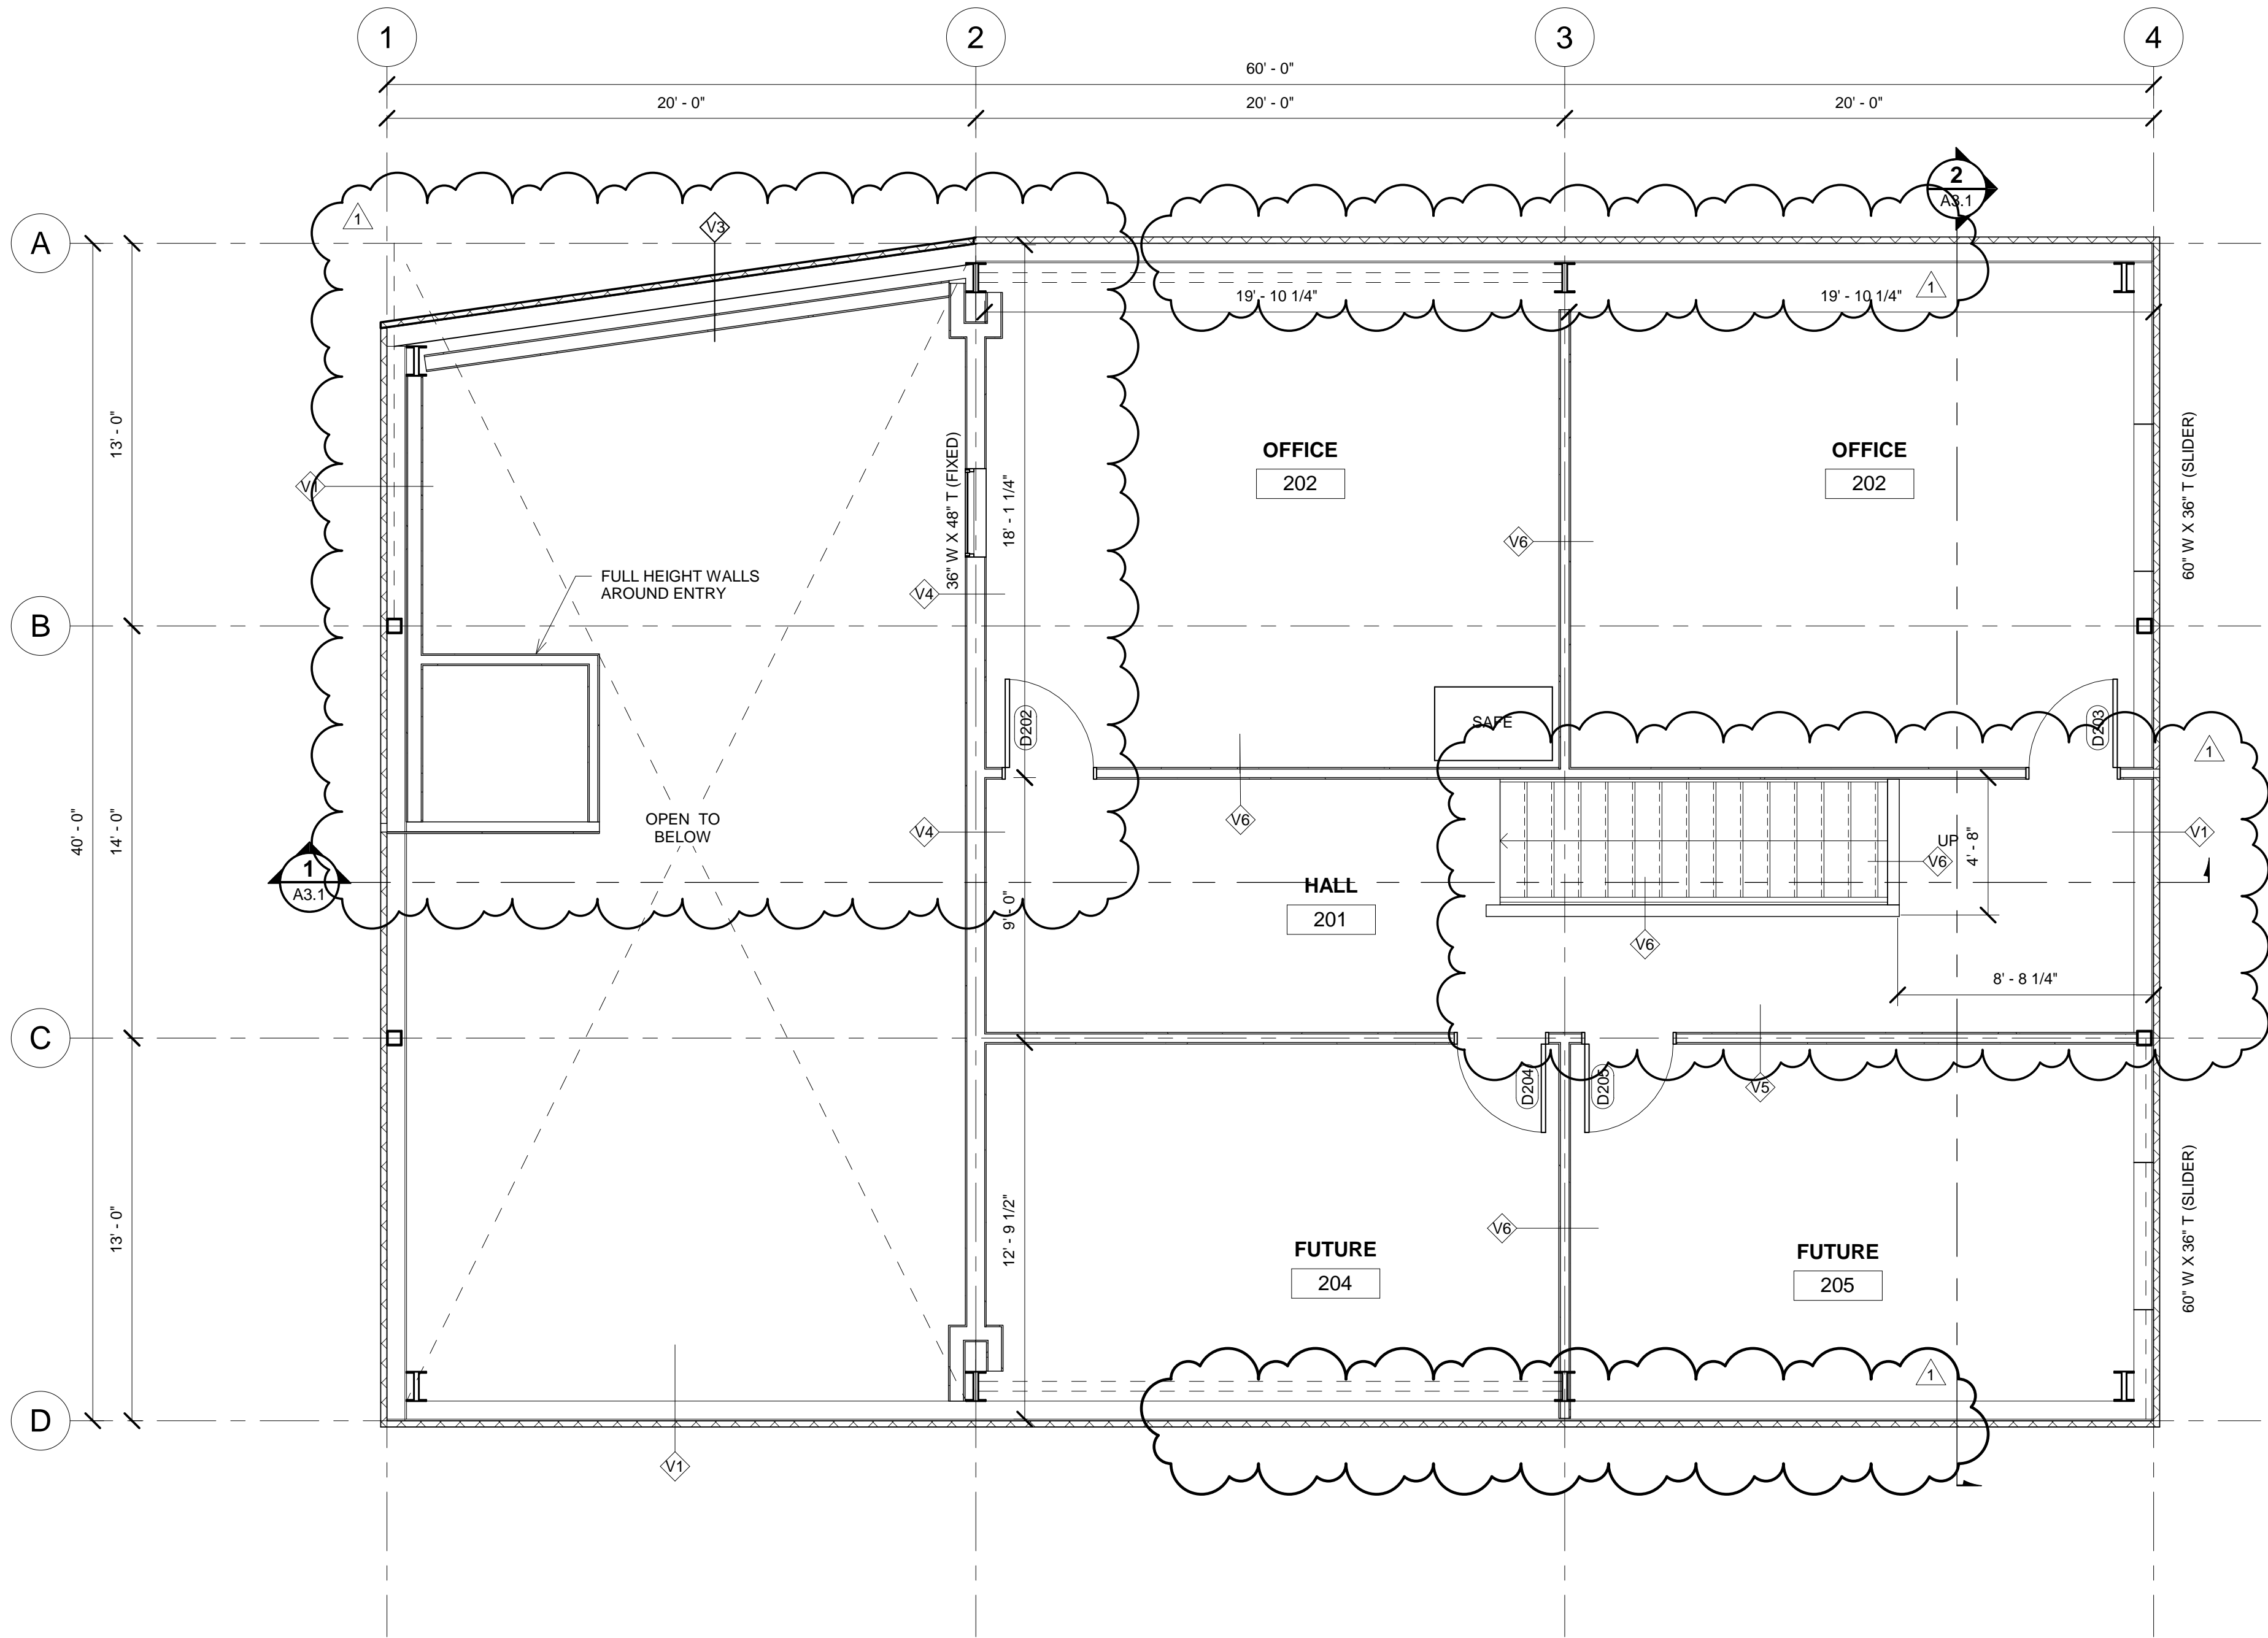 1
2
3
4
60' - 0"
20' - 0"
20' - 0"
20' - 0"
2
A3.1
1
V3
A
19' - 10 1/4"
19' - 10 1/4"
1
13' - 0"
36" W X 48" T (FIXED)
18' - 1 1/4"
OFFICE
202
OFFICE
202
60" W X 36" T (SLIDER)
V1
V6
FULL HEIGHT WALLS
AROUND ENTRY
V4
B
D202
SAFE
D203
1
40' - 0"
14' - 0"
OPEN TO
BELOW
V4
V6
UP
4' - 8"
V6
V1
1
A3.1
HALL
201
9' - 0"
V6
8' - 8 1/4"
C
D204
D205
V5
13' - 0"
12' - 9 1/2"
V6
FUTURE
204
FUTURE
205
60" W X 36" T (SLIDER)
1
D
V1